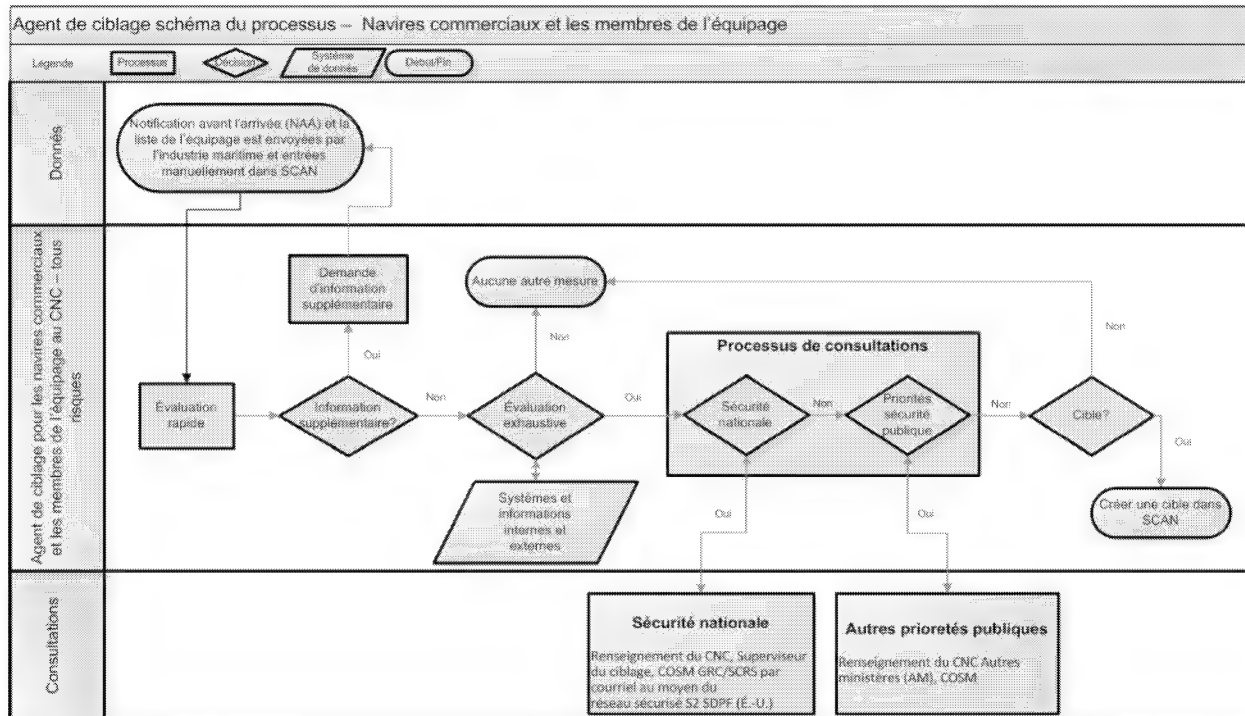 Agent de ciblage schéma du processus – Navires commerciaux et les membres de l'équipage
Legende
Processus
Décision
Système
de donnée
Début/Fin
Donnés
Notification avant l'arrivée (NAA) et la
liste de l'équipage est envoyées par
l'industrie maritime et entrées
manuellement dans SCAN
Agent de ciblage pour les navires commerciaux
et les membres de l'équipage au CNC – tous
risques
Demande
d'information
supplémentaire
Aucune autre mesure
Oui
Non
Non
Processus de consultations
Évaluation
rapide
Information
supplémentaire?
Non
Évaluation
exhaustive
Oui
Sécurité
nationale
Non
Priorités
sécurité
publique
Non
Cible?
Oui
Systèmes et
informations
internes et
externes
Oui
Oui
Créer une cible dans
SCAN
Consultations
Sécurité nationale
Renseignement du CNC, Superviseur
du ciblage, COSM GRC/SCRS par
courriel au moyen du
réseau sécurisé S2 SDPF (É.-U.)
Autres prioretés publiques
Renseignement du CNC Autres
ministères (AM), COSM